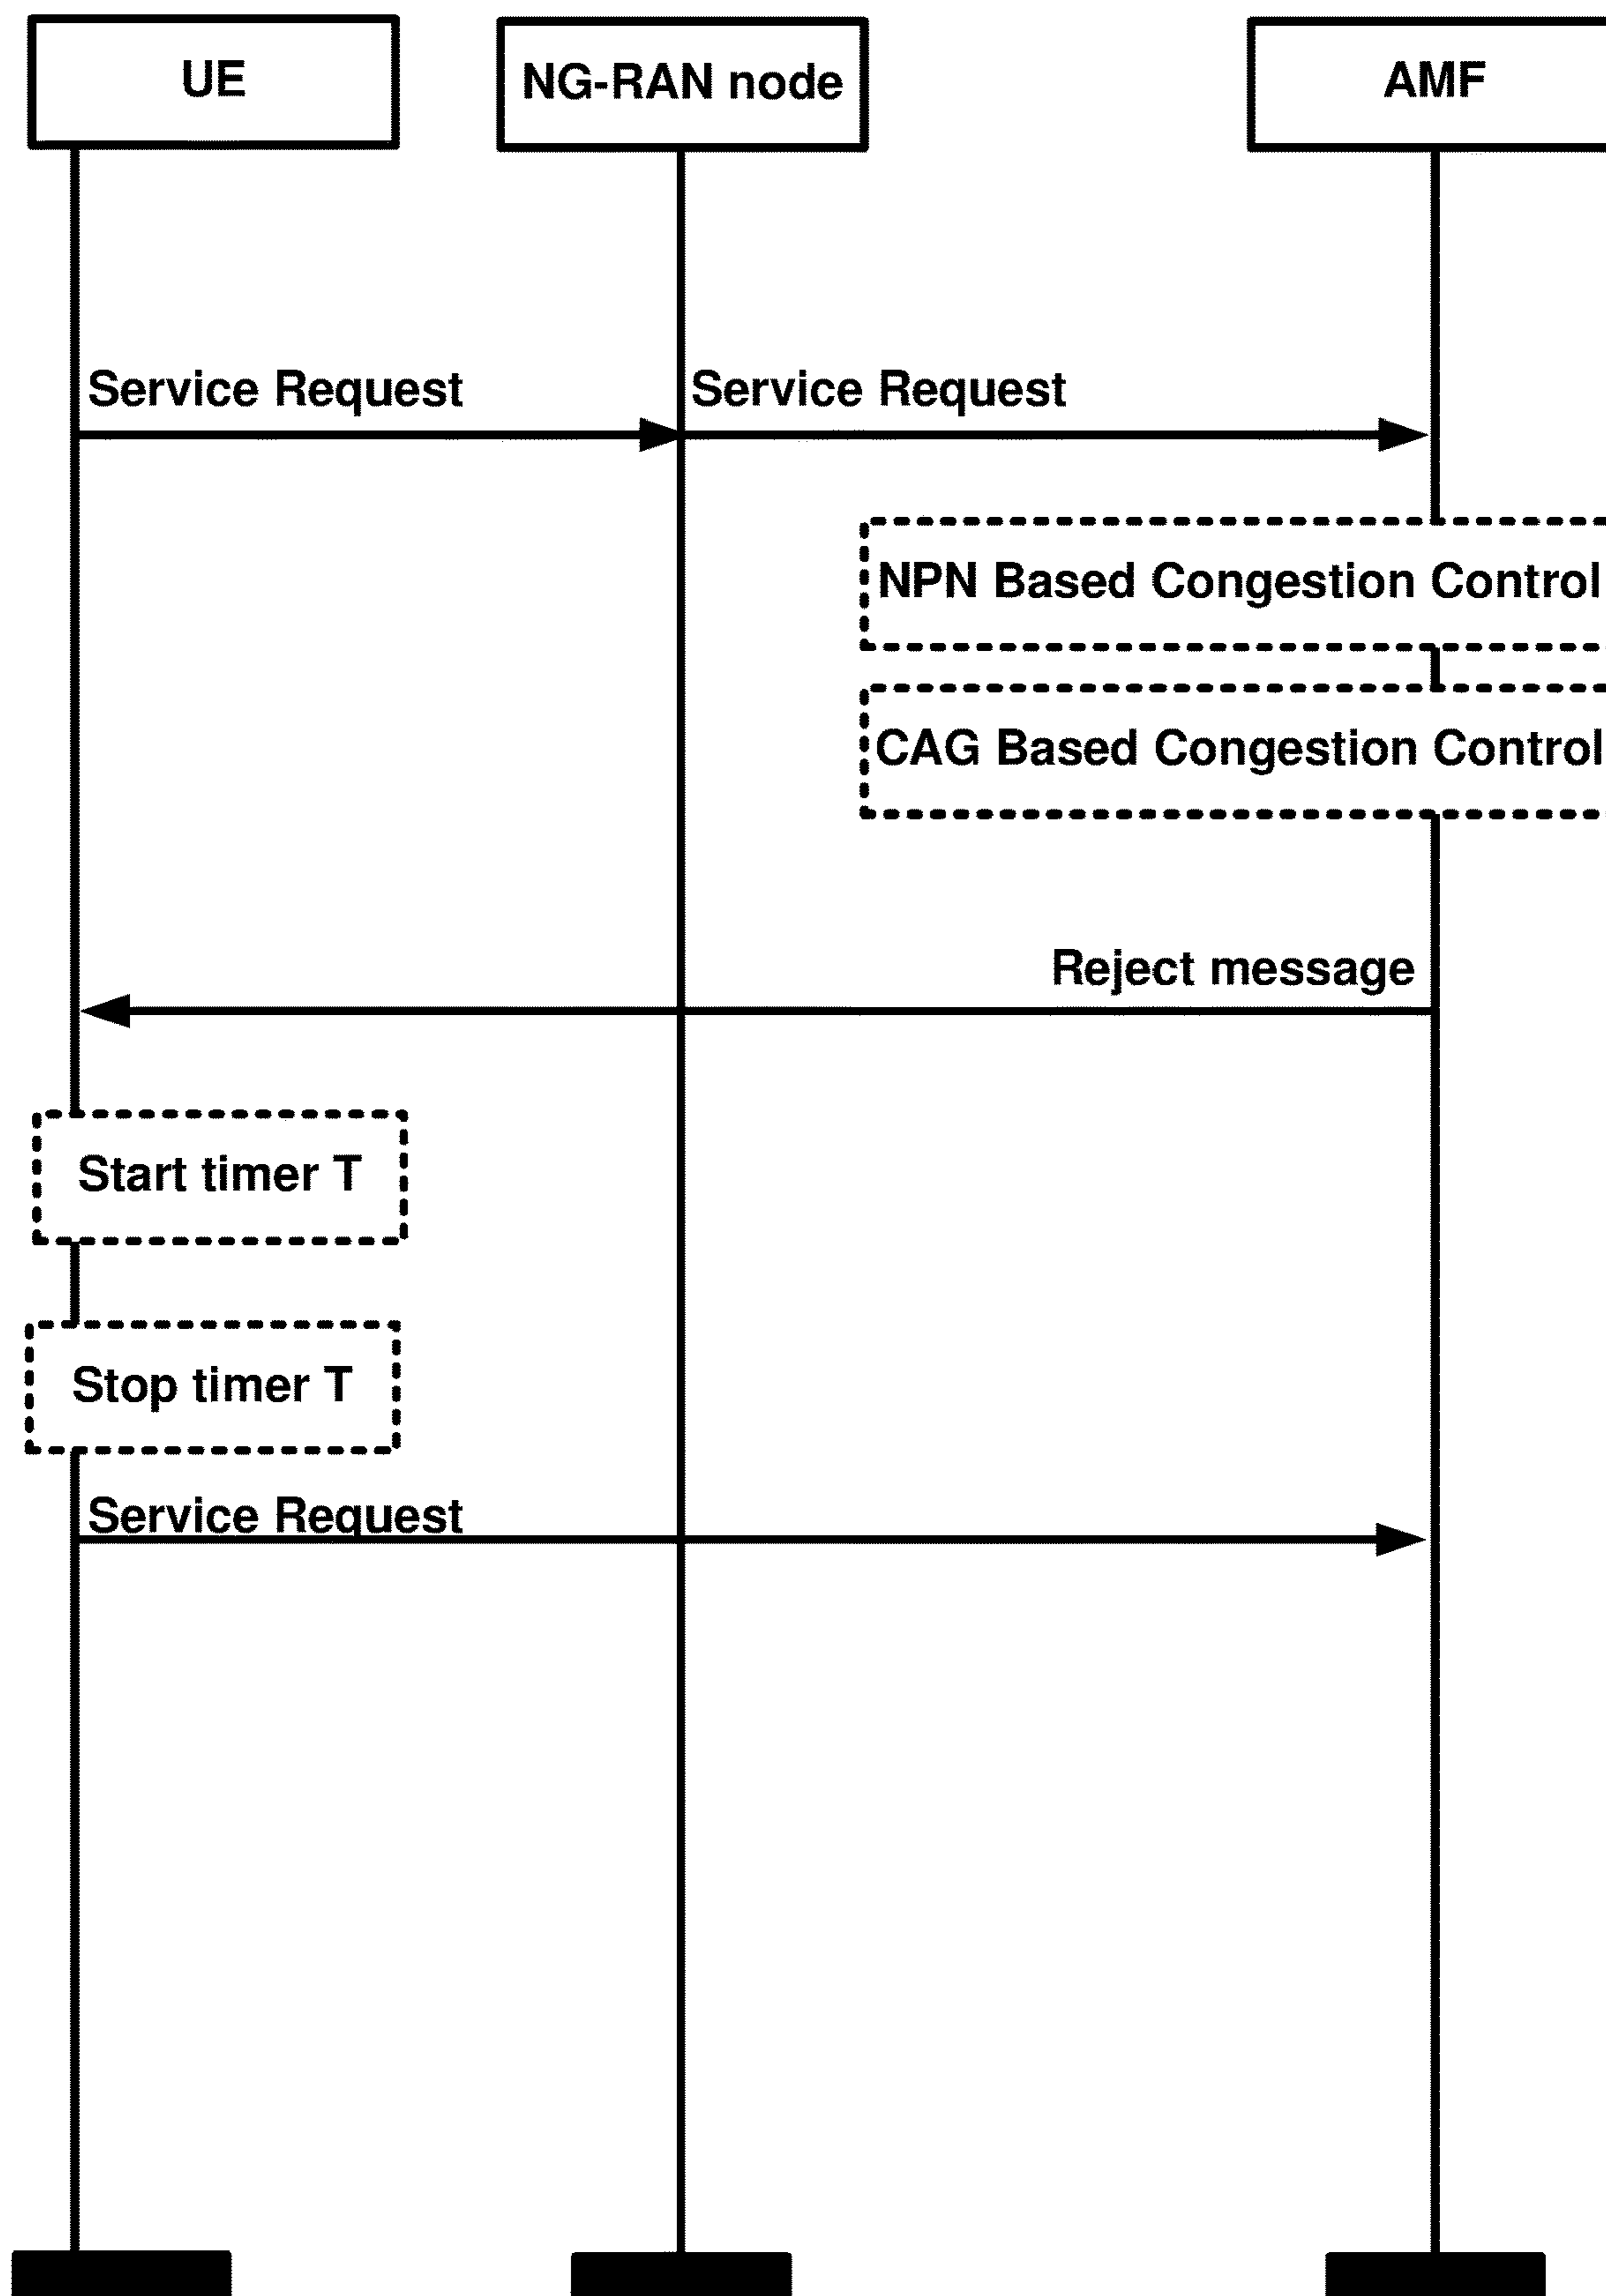 UE
NG-RAN node
AMF
Service Request
Service Request
NPN Based Congestion Control
CAG Based Congestion Control
Reject message
Start timer T
Stop timer T
Service Request